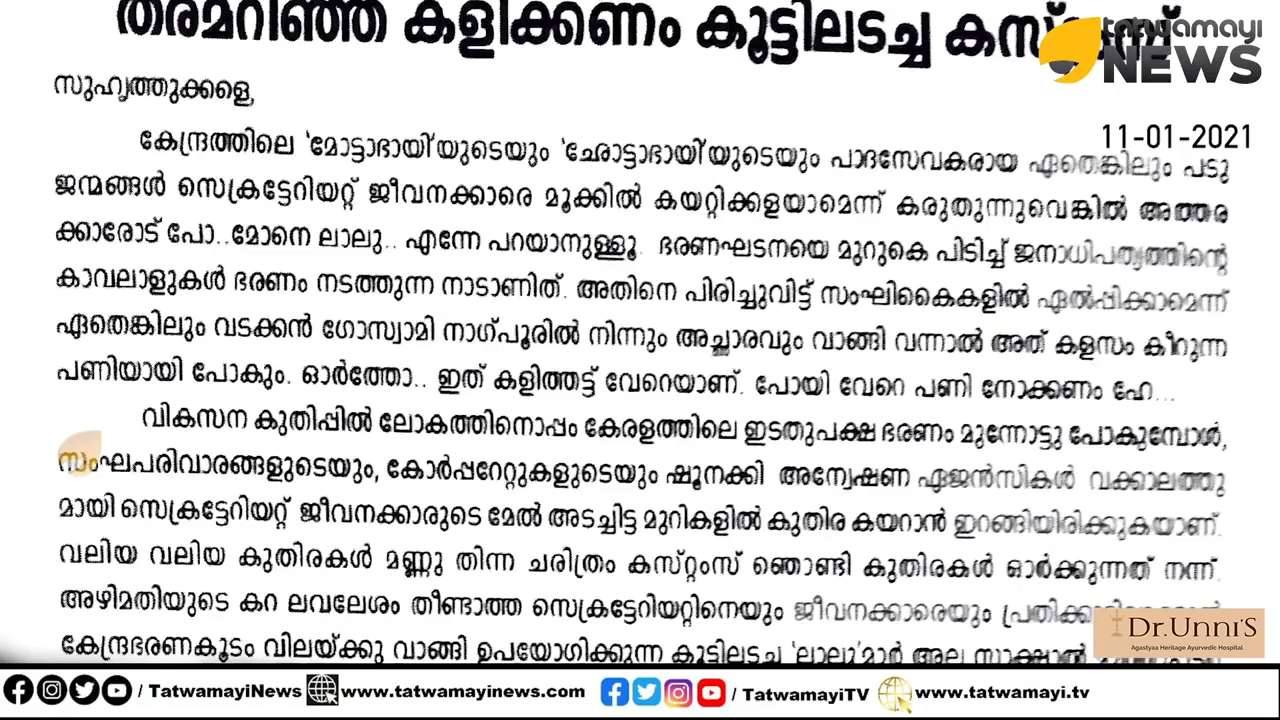 തരമറിഞ്ഞ കളിക്കണം കൂട്ടിലടച്ച
tatwamayi
NEWS
സുഹൃത്തുക്കളെ,
11-01-2021
കേന്ദ്രത്തിലെ 'മോട്ടാഭായി'യുടെയും 'ഛോട്ടാഭായി'യുടെയും പാദസേവകരായ ഏതെങ്കിലും പടു
ജന്മങ്ങൾ സെക്രട്ടേറിയറ്റ് ജീവനക്കാരെ മൂക്കിൽ കയറ്റിക്കളയാമെന്ന് കരുതുന്നുവെങ്കിൽ അത്തര
ക്കാരോട് പോ..മോനെ ലാലു.. എന്നേ പറയാനുള്ളൂ. ഭരണഘടനയെ മുറുകെ പിടിച്ച് ജനാധിപത്യത്തിന്റെ
കാവലാളുകൾ ഭരണം നടത്തുന്ന നാടാണിത്. അതിനെ പിരിച്ചുവിട്ട് സംഘികൈകളിൽ ഏൽപ്പിക്കാമെന്ന്
ഏതെങ്കിലും വടക്കൻ ഗോസ്വാമി നാഗ്പൂരിൽ നിന്നും അച്ചാരവും വാങ്ങി വന്നാൽ അത് കളസം കീറുന്ന
പണിയായി പോകും. ഓർത്തോ.. ഇത് കളിത്തട്ട് വേറെയാണ്. പോയി വേറെ പണി നോക്കണം ഹേ...
വികസന കുതിപ്പിൽ ലോകത്തിനൊപ്പം കേരളത്തിലെ ഇടതുപക്ഷ ഭരണം മുന്നോട്ടു പോകുമ്പോൾ,
സംഘപരിവാരങ്ങളുടെയും, കോർപ്പറേറ്റുകളുടെയും ഷൂനക്കി അന്വേഷണ ഏജൻസികൾ വക്കാലത്തു
മായി സെക്രട്ടേറിയറ്റ് ജീവനക്കാരുടെ മേൽ അടച്ചിട്ട മുറികളിൽ കുതിര കയറാൻ ഇറങ്ങിയിരിക്കുകയാണ്.
വലിയ വലിയ കുതിരകൾ മണ്ണു തിന്ന ചരിത്രം കസ്റ്റംസ് ഞൊണ്ടി കുതിരകൾ ഓർക്കുന്നത് നന്ന്.
അഴിമതിയുടെ കറ ലവലേശം തീണ്ടാത്ത സെക്രട്ടേറിയറ്റിനെയും ജീവനക്കാരെയും
കേന്ദ്രഭരണകൂടം വിലയ്ക്കു വാങ്ങി ഉപയോഗിക്കുന്ന കൂട്ടിലടച്ച 'ലാലു'മാർ അല്ല സാക്ഷാൽ
Dr.Unni'S
Agastyaa Heritage Ayurvedic Hospital
/ TatwamayiNews www.tatwamayinews.com / TatwamayiTV www.tatwamayi.tv